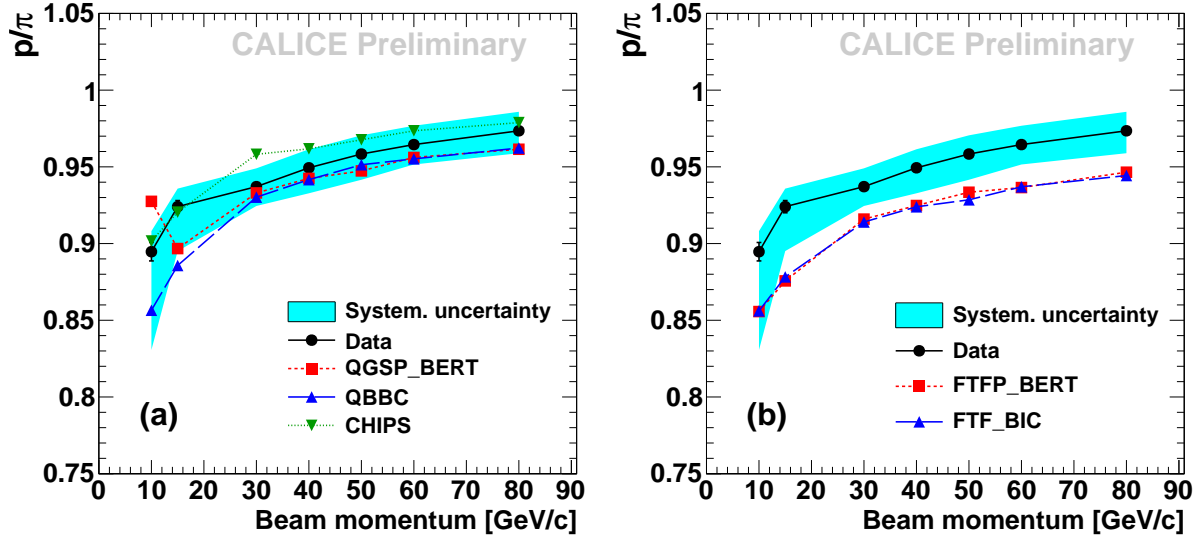 p/π
1.05
1
0.95
0.9
0.85
0.8
0.75
CALICE Preliminary
System. uncertainty
Data
QGSP_BERT
QBBC
CHIPS
(a)
0 10 20 30 40 50 60 70 80 90
Beam momentum [GeV/c]
p/π
1.05
1
0.95
0.9
0.85
0.8
0.75
CALICE Preliminary
System. uncertainty
Data
FTFP_BERT
FTF_BIC
(b)
0 10 20 30 40 50 60 70 80 90
Beam momentum [GeV/c]